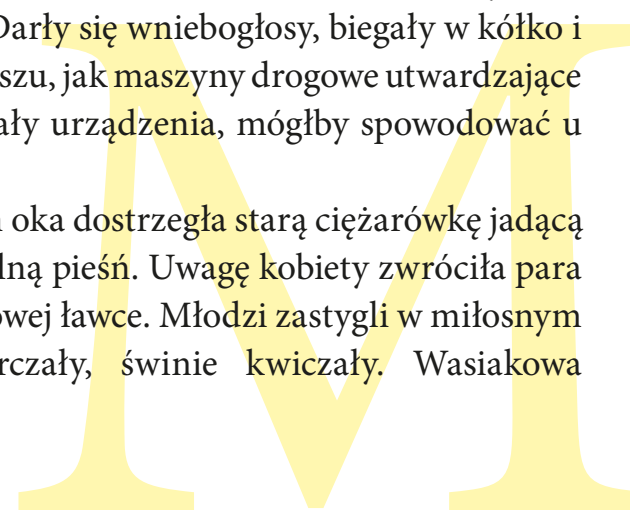 Darły się wniebogłosy, biegały w kółko i
szu, jak maszyny drogowe utwardzające
ały urządzenia, mógłby spowodować u
oka dostrzegła starą ciężarówkę jadącą
lną pieśń. Uwagę kobiety zwróciła para
owej ławce. Młodzi zastygli w miłosnym
rczały, świnie kwiczały. Wasiakowa
M